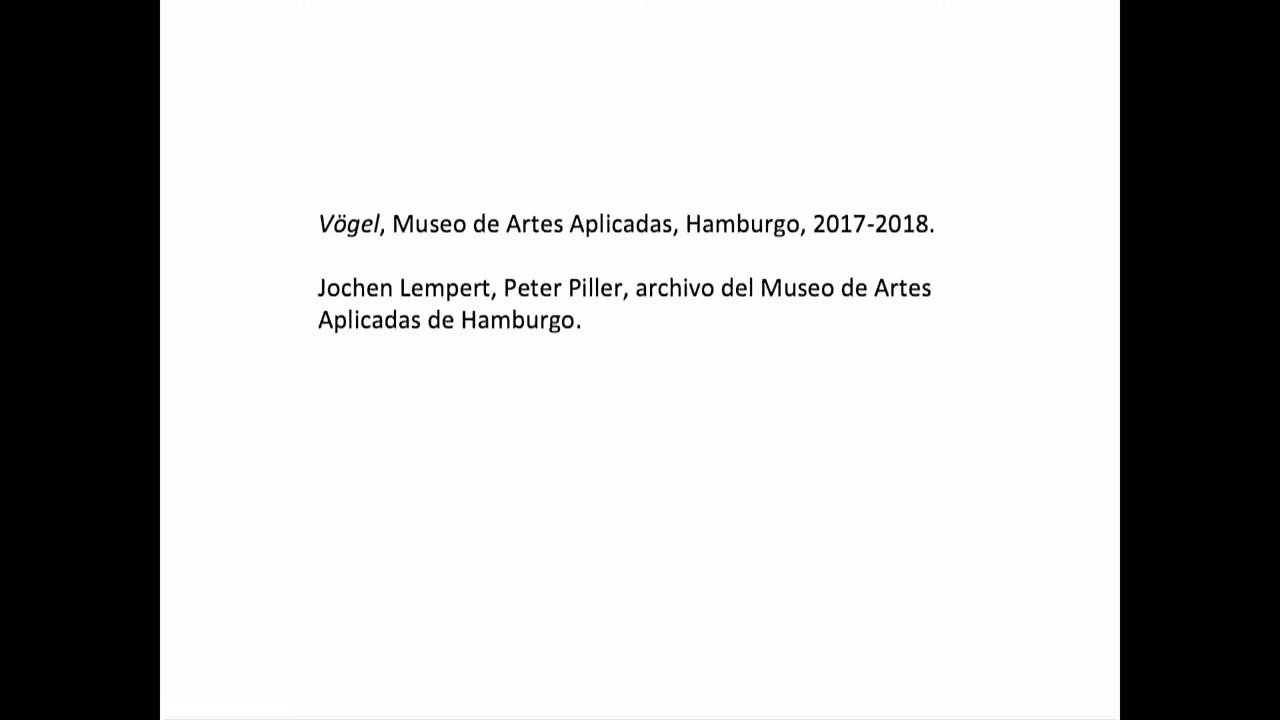 Vögel, Museo de Artes Aplicadas, Hamburgo, 2017-2018.
Jochen Lempert, Peter Piller, archivo del Museo de Artes
Aplicadas de Hamburgo.